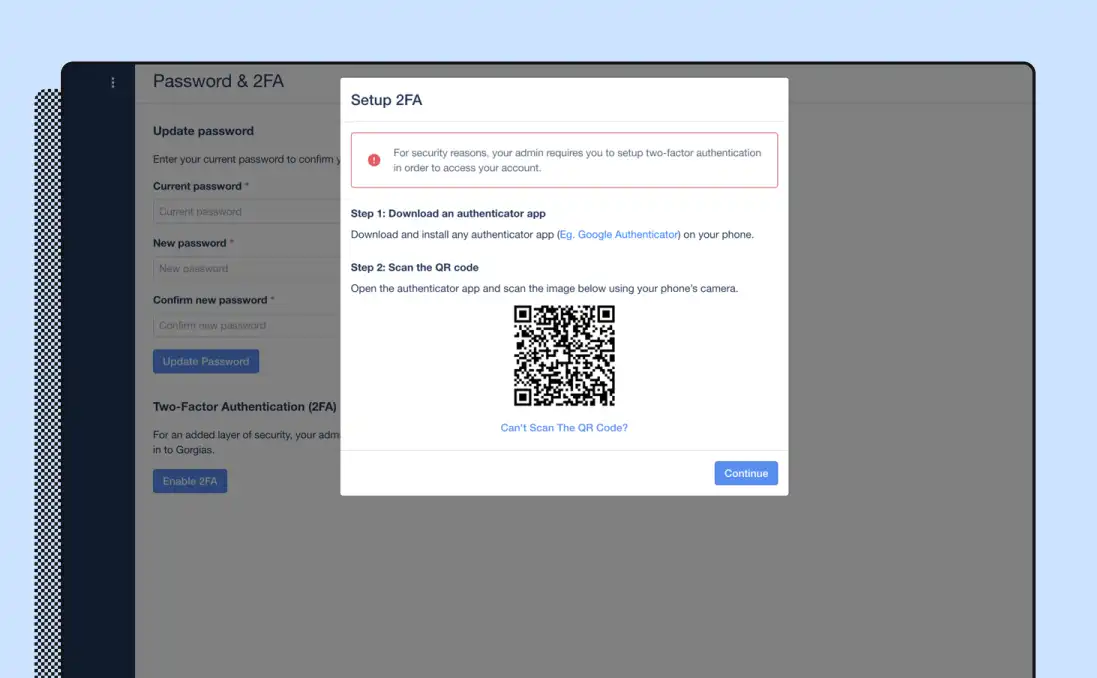 Password & 2FA
Update password
Enter your current password to confirm
Current password *
Current password
New password *
New password
Confirm new password *
Confirm new password
Update Password
Two-Factor Authentication (2FA)
For an added layer of security, your
in to Gorgias.
Enable 2FA
Setup 2FA
For security reasons, your admin requires you to setup two-factor authentication
in order to access your account.
Step 1: Download an authenticator app
Download and install any authenticator app (Eg. Google Authenticator) on your phone.
Step 2: Scan the QR code
Open the authenticator app and scan the image below using your phone's camera.
Can't Scan The QR Code?
Continue